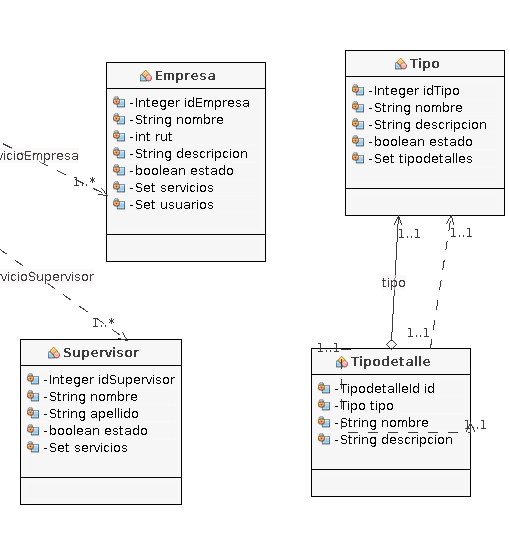 Empresa
-Integer idEmpresa
-String nombre
-int rut
-String descripcion
-boolean estado
-Set servicios
-Set usuarios
Tipo
-Integer idTipo
-String nombre
-String descripcion
-boolean estado
-Set tipodetalles
vicioEmpresa
1..*
1..1
1..1
vicioSupervisor
tipo
1..*
1..1
1..1
Supervisor
-Integer idSupervisor
-String nombre
-String apellido
-boolean estado
-Set servicios
Tipodetalle
-TipodetalleId id
-Tipo tipo
-String nombre
1..1
-String descripcion